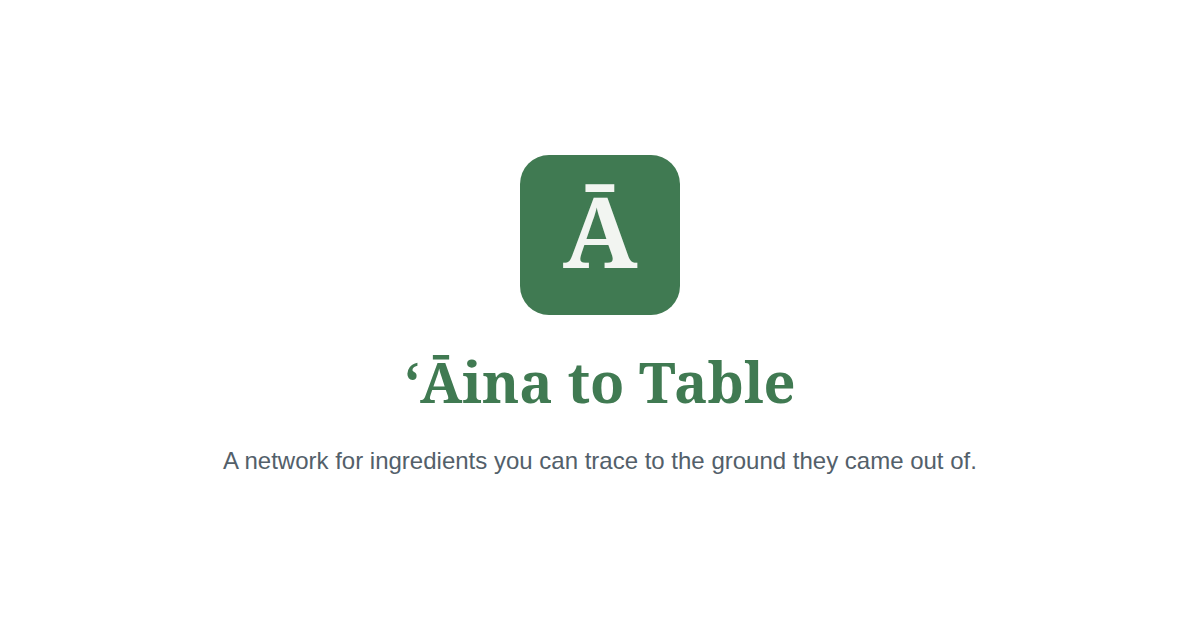 Ā
ʻĀina to Table
A network for ingredients you can trace to the ground they came out of.